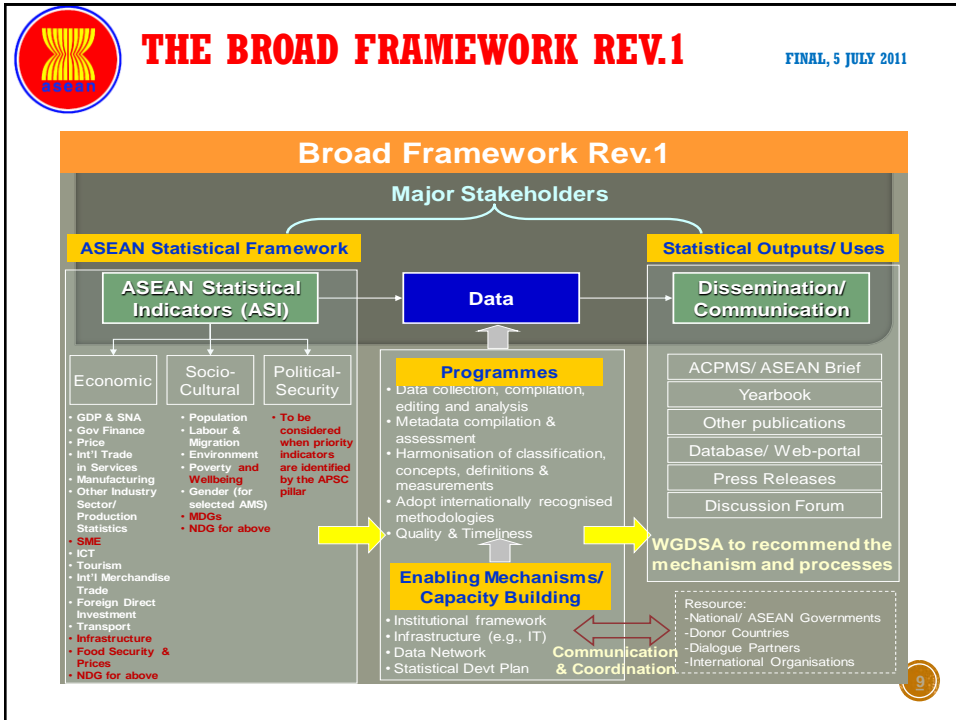 asean
THE BROAD FRAMEWORK REV.1
FINAL, 5 JULY 2011
Broad Framework Rev.1
Major Stakeholders
ASEAN Statistical Framework
Statistical Outputs/ Uses
ASEAN Statistical
Indicators (ASI)
Data
Dissemination/
Communication
Economic
Socio-
Cultural
Political-
Security
• GDP & SNA
• Gov Finance
• Price
• Int'l Trade
in Services
• Manufacturing
• Other Industry
Sector/
Production
Statistics
• SME
• ICT
• Tourism
• Int'l Merchandise
Trade
• Foreign Direct
Investment
• Transport
• Infrastructure
• Food Security &
Prices
• NDG for above
• Population
• Labour &
Migration
• Environment
• Poverty and
Wellbeing
• Gender (for
selected AMS)
• MDGs
• NDG for above
• To be
considered
when priority
indicators
are identified
by the APSC
pillar
Programmes
• Data collection, compilation,
editing and analysis
• Metadata compilation &
assessment
• Harmonisation of classification,
concepts, definitions &
measurements
• Adopt internationally recognised
methodologies
• Quality & Timeliness
Enabling Mechanisms/
Capacity Building
• Institutional framework
• Infrastructure (e.g., IT)
• Data Network
• Statistical Devt Plan
Communication
& Coordination
ACPMS/ ASEAN Brief
Yearbook
Other publications
Database/ Web-portal
Press Releases
Discussion Forum
WGDSA to recommend the
mechanism and processes
Resource:
-National/ ASEAN Governments
-Donor Countries
-Dialogue Partners
-International Organisations
9